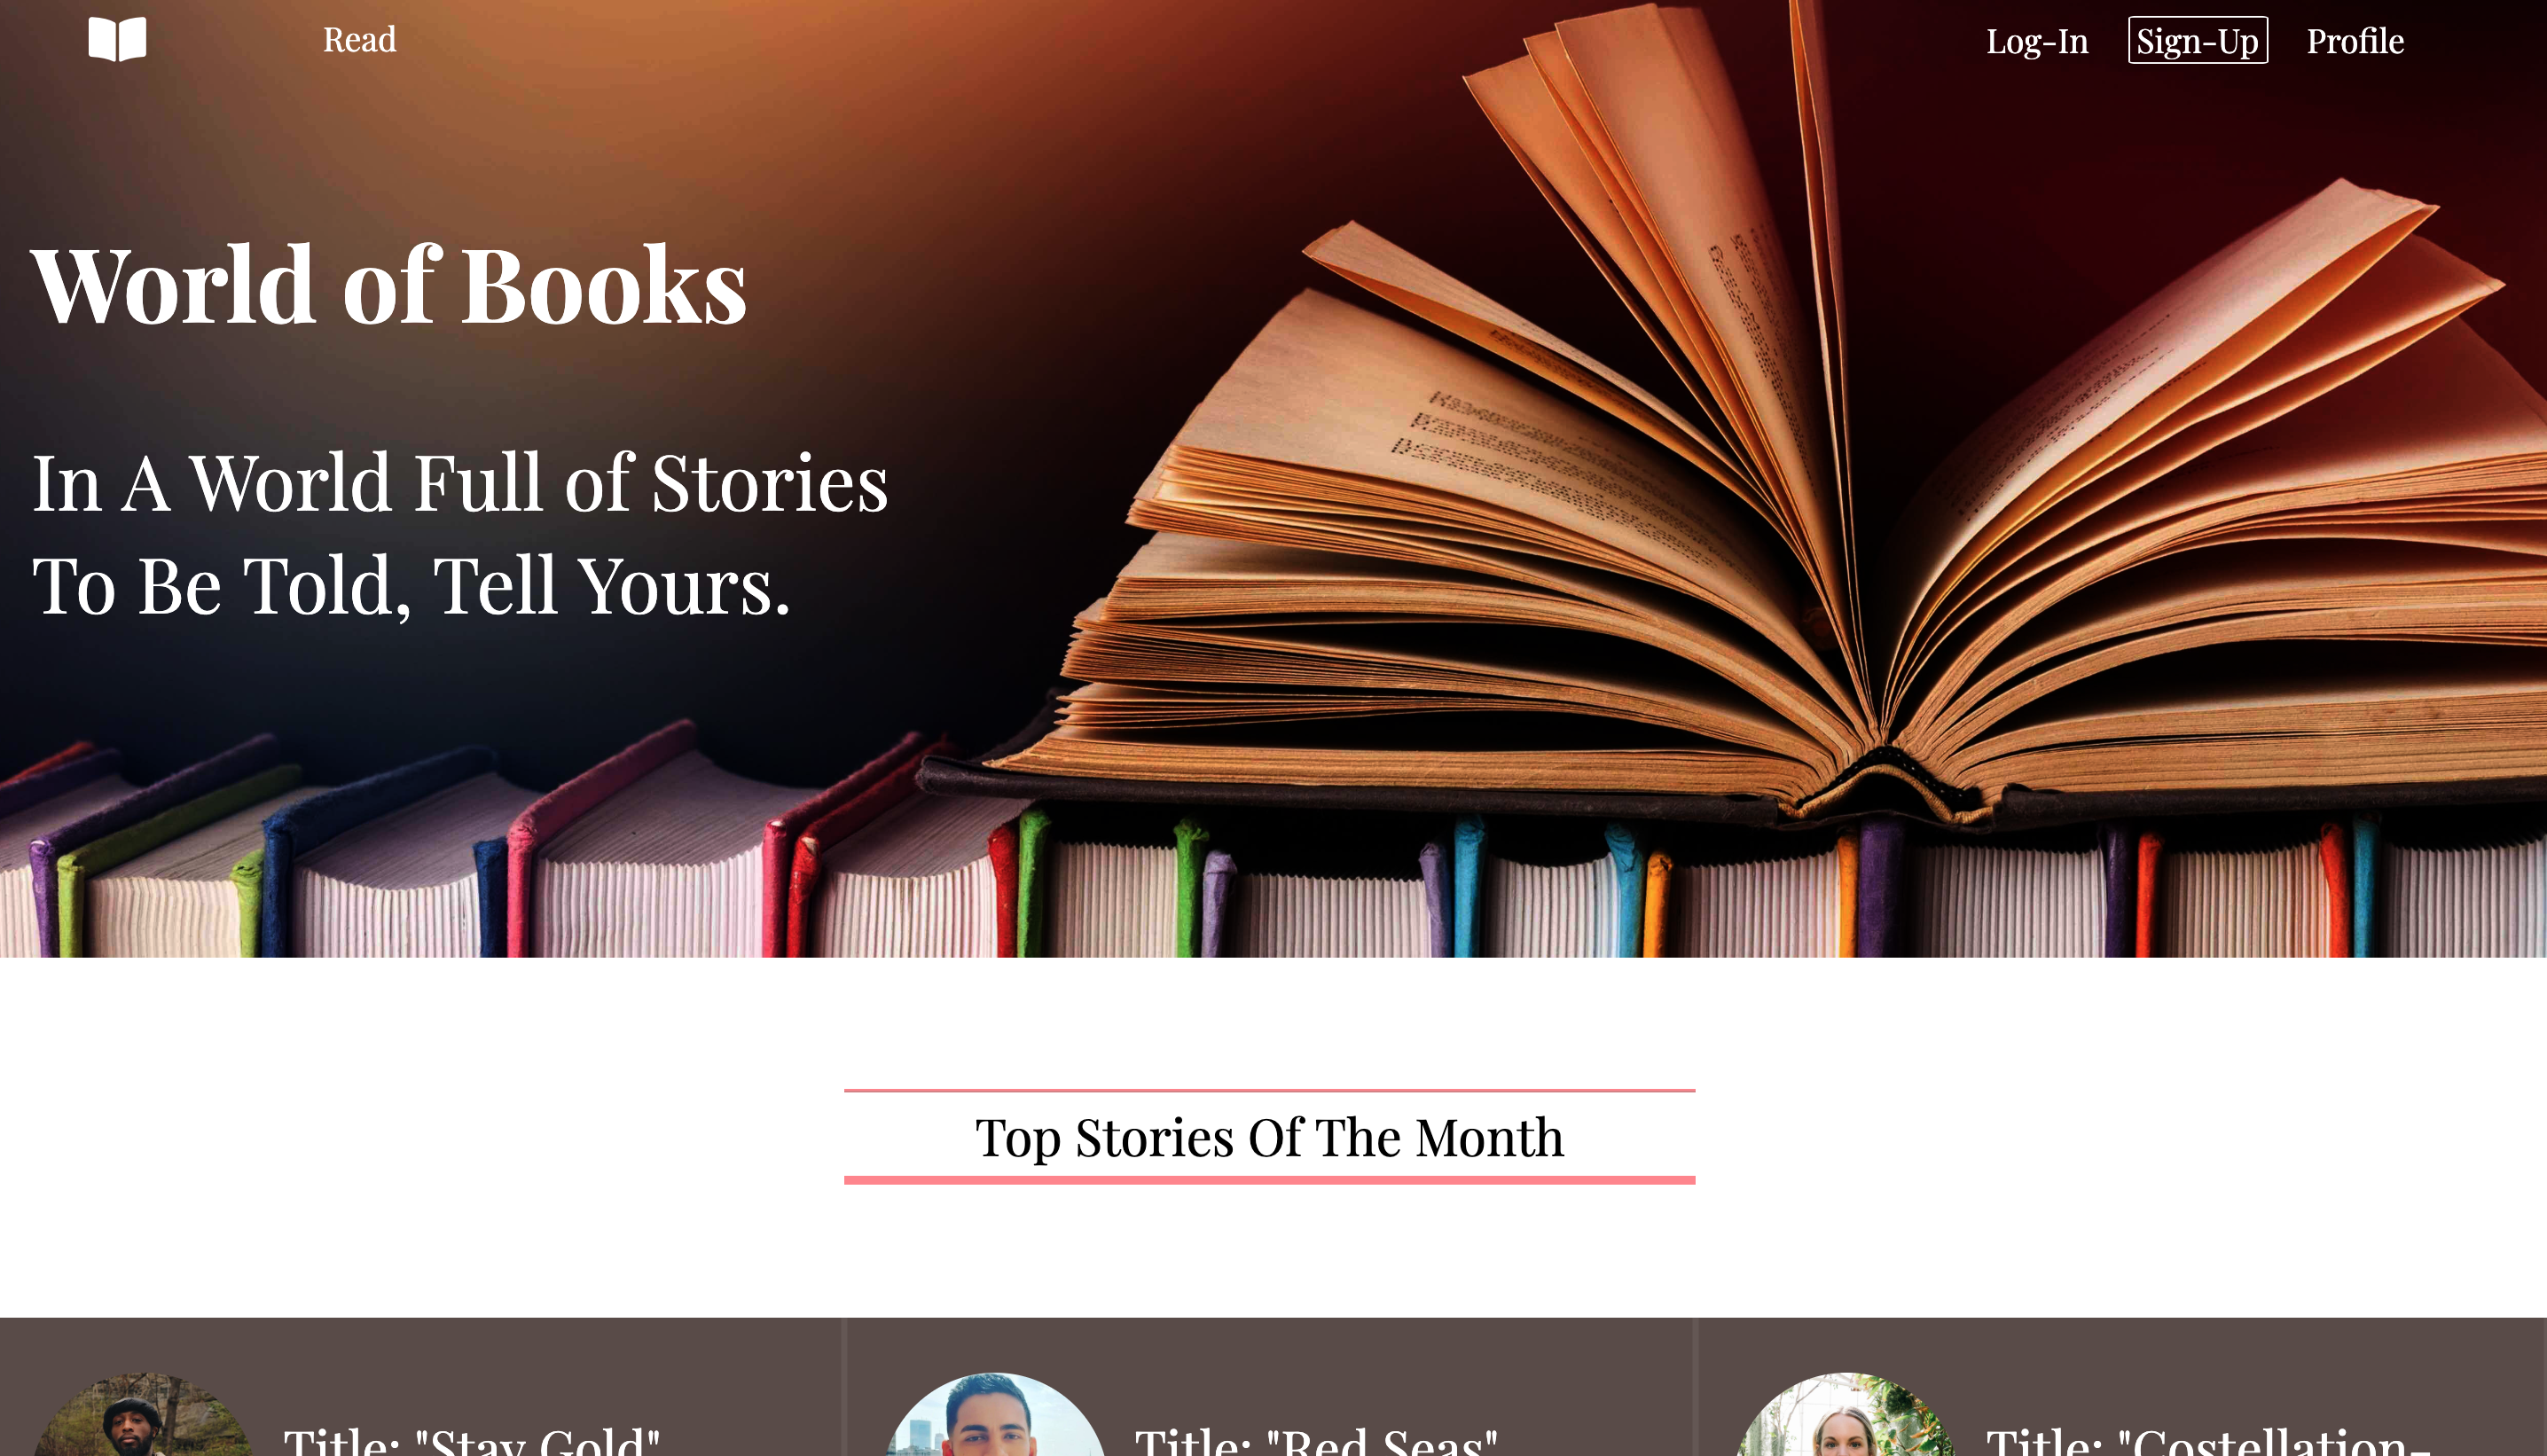 Read
Log-In Sign-Up Profile
World of Books
In A World Full of Stories
To Be Told, Tell Yours.
Top Stories Of The Month
Title: "Stay Gold"
Title: "Red Seas"
Title: "Costellation-